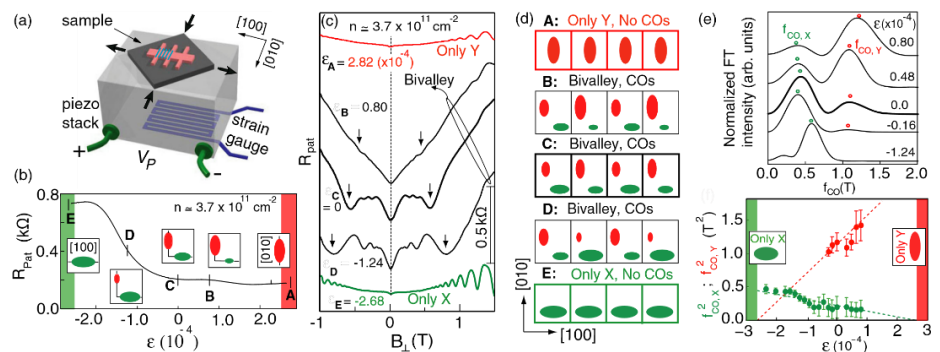 (a)
sample
[100]
[010]
piezo
stack
strain
gauge
+
V_P
-
(b)
n ≃ 3.7 x 10^11 cm^-2
R_Pat (kΩ)
0.8
0.4
0.0
E
D
C
B
A
[100]
[010]
-2.0
-1.0
0.0
1.0
2.0
ε (10^-4)
(c)
n ≃ 3.7 x 10^11 cm^-2
Only Y
ε_A = 2.82 (x10^-4)
Bivalley
B
0.80
R_pat
C
= 0
0.5kΩ
-1.24
D
E = -2.68
Only X
-1
0
1
B_⊥(T)
(d)
A: Only Y, No COs
B: Bivalley, COs
C: Bivalley, COs
D: Bivalley, COs
E: Only X, No COs
[010]
[100]
(e)
Normalized FT
intensity (arb. units)
f_CO,X
f_CO,Y
ε(x10^-4)
0.80
0.48
0.0
-0.16
-1.24
0.0
0.5
1.0
1.5
2.0
f_CO(T)
f²_CO,X ; f²_CO,Y (T²)
1.5
1.0
0.5
0.0
Only X
Only Y
-3
-2
-1
0
1
2
3
ε (10^-4)